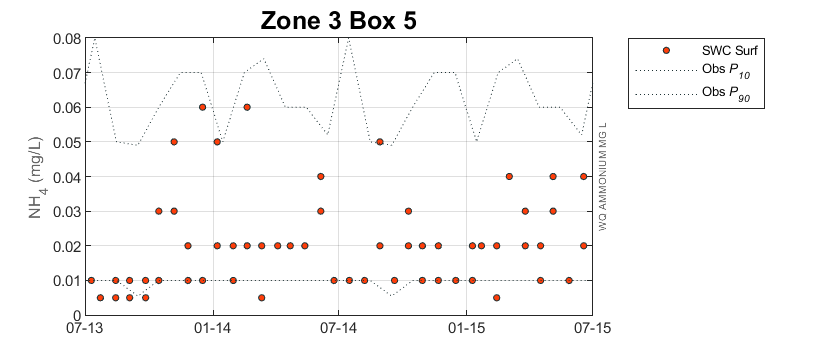 Zone 3 Box 5
SWC Surf
Obs P10
Obs P90
0.08
0.07
0.06
0.05
0.04
0.03
0.02
0.01
0
NH4 (mg/L)
WQ AMMONIUM MG L
07-13 01-14 07-14 01-15 07-15